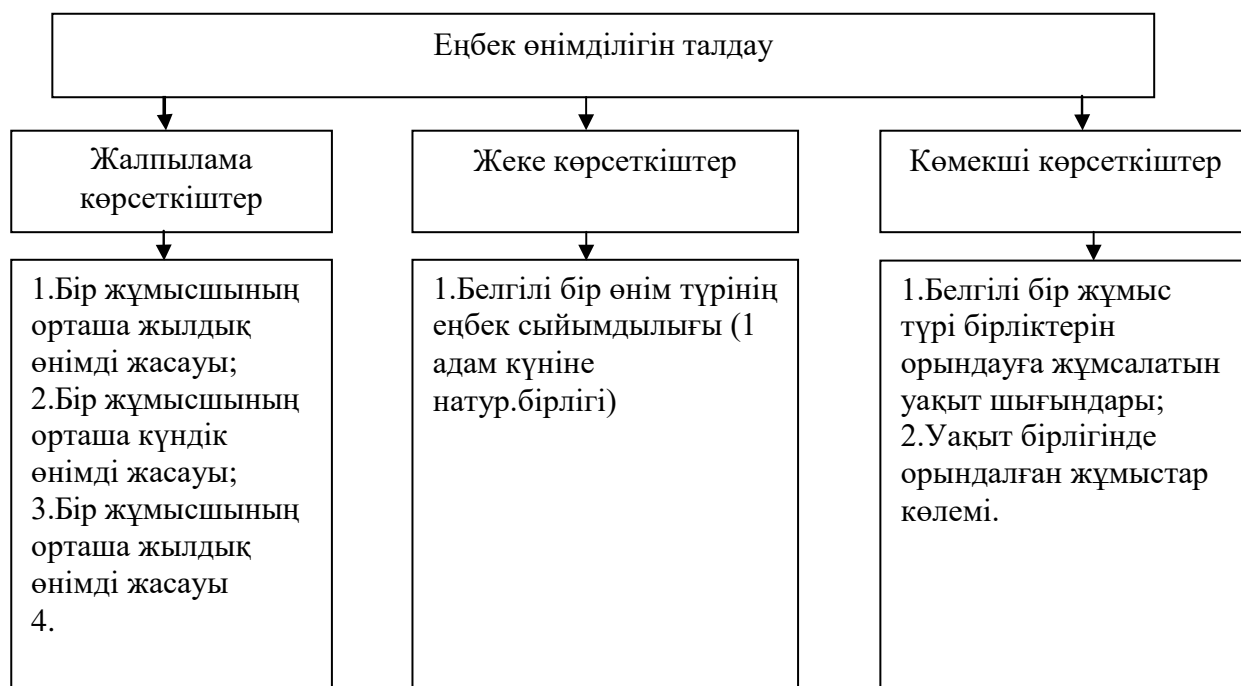 Еңбек өнімділігін талдау
Жалпылама
көрсеткіштер
Жеке көрсеткіштер
Көмекші көрсеткіштер
1.Бір жұмысшының
орташа жылдық
өнімді жасауы;
2.Бір жұмысшының
орташа күндік
өнімді жасауы;
3.Бір жұмысшының
орташа жылдық
өнімді жасауы
4.
1.Белгілі бір өнім түрінің
еңбек сыйымдылығы (1
адам күніне
натур.бірлігі)
1.Белгілі бір жұмыс
түрі бірліктерін
орындауға жұмсалатын
уақыт шығындары;
2.Уақыт бірлігінде
орындалған жұмыстар
көлемі.